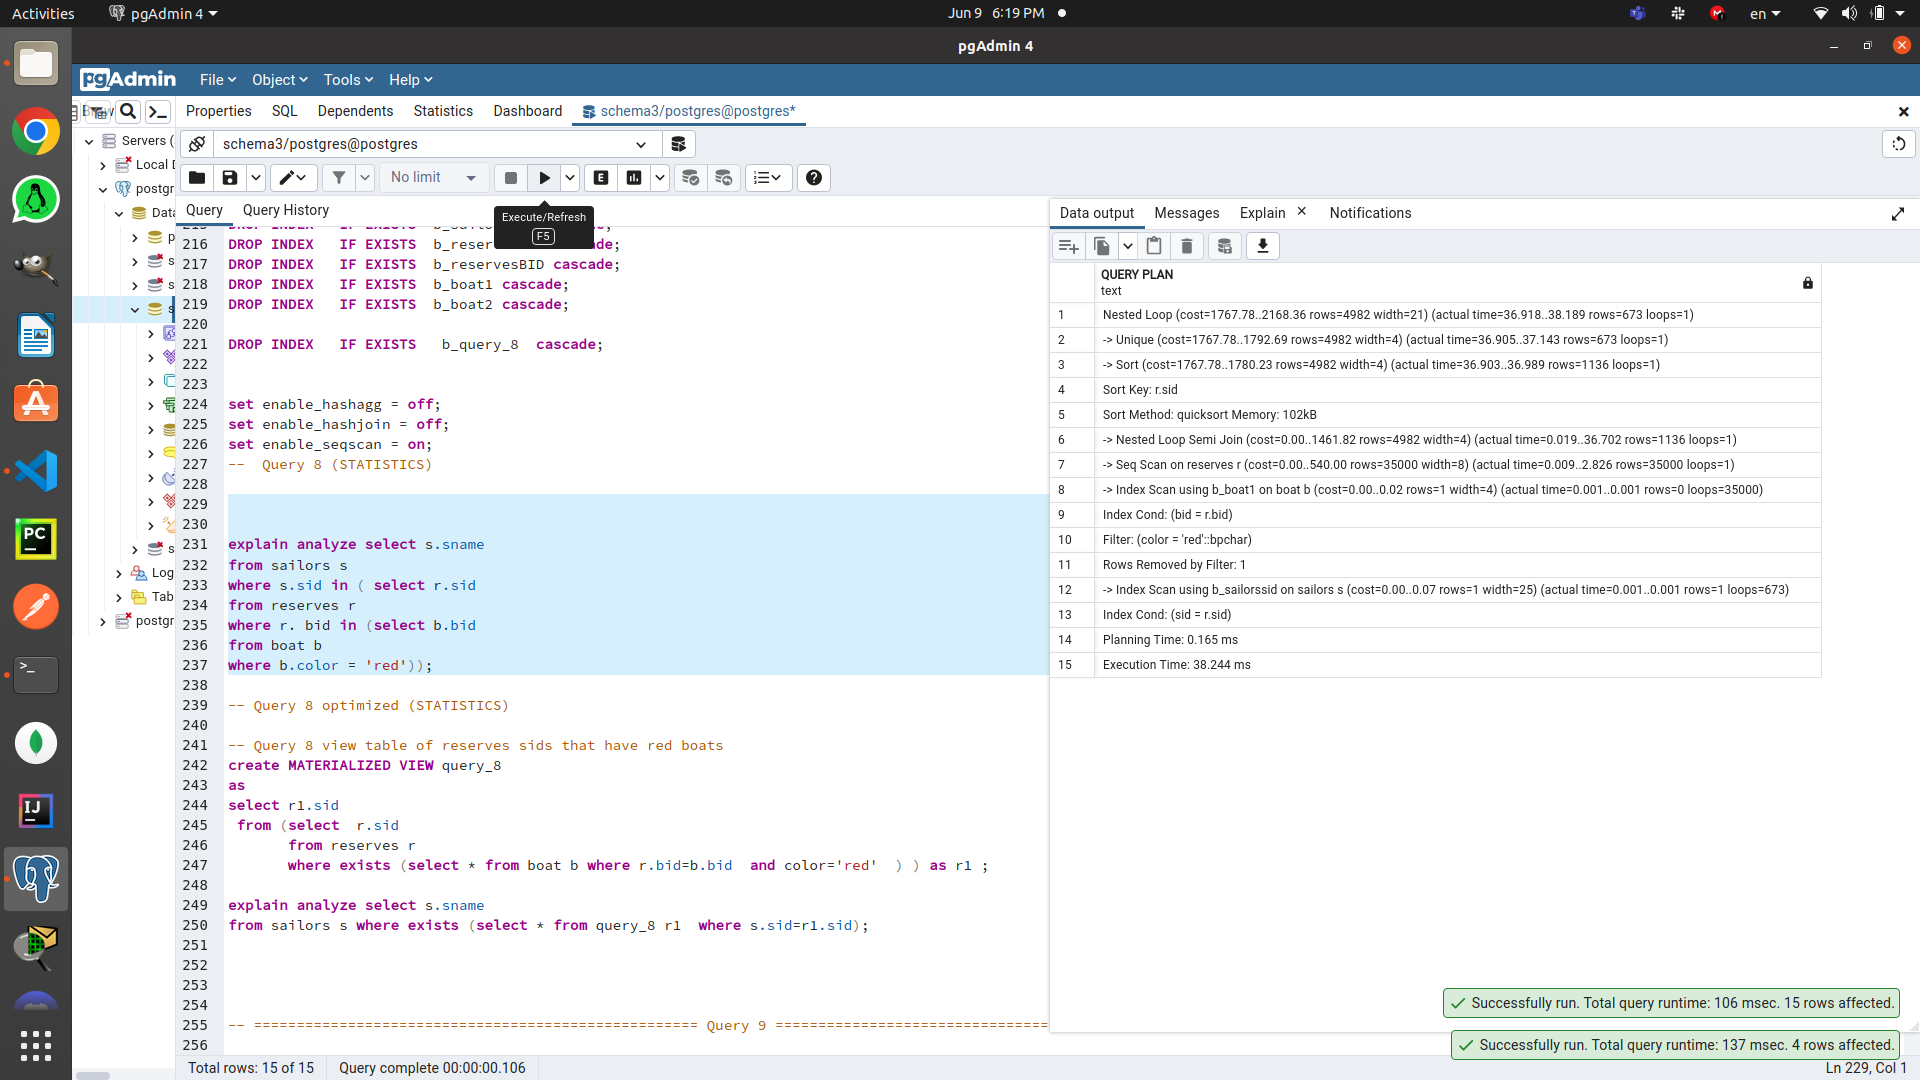 Activities
pgAdmin 4
Jun 9 6:19 PM
en
pgAdmin 4
pgAdmin
File
Object
Tools
Help
Properties
SQL
Dependents
Statistics
Dashboard
schema3/postgres@postgres*
schema3/postgres@postgres
No limit
Servers (
Local D
postgr
Data
p
s
s
s
s
Log
Tab
postgr
Query
Query History
Execute/Refresh
F5
216 DROP INDEX   IF EXISTS  b_reser
217 DROP INDEX   IF EXISTS  b_reservesBID cascade;
218 DROP INDEX   IF EXISTS  b_boat1 cascade;
219 DROP INDEX   IF EXISTS  b_boat2 cascade;
220
221 DROP INDEX   IF EXISTS   b_query_8  cascade;
222
223
224 set enable_hashagg = off;
225 set enable_hashjoin = off;
226 set enable_seqscan = on;
227 --  Query 8 (STATISTICS)
228
229
230
231 explain analyze select s.sname
232 from sailors s
233 where s.sid in ( select r.sid
234 from reserves r
235 where r. bid in (select b.bid
236 from boat b
237 where b.color = 'red'));
238
239 -- Query 8 optimized (STATISTICS)
240
241 -- Query 8 view table of reserves sids that have red boats
242 create MATERIALIZED VIEW query_8
243 as
244 select r1.sid
245  from (select  r.sid
246       from reserves r
247       where exists (select * from boat b where r.bid=b.bid  and color='red'  ) ) as r1 ;
248
249 explain analyze select s.sname
250 from sailors s where exists (select * from query_8 r1  where s.sid=r1.sid);
251
252
253
254
255 -- ==================================================== Query 9 ================================
256
Data output
Messages
Explain
Notifications
QUERY PLAN
text
1 Nested Loop (cost=1767.78..2168.36 rows=4982 width=21) (actual time=36.918..38.189 rows=673 loops=1)
2 -> Unique (cost=1767.78..1792.69 rows=4982 width=4) (actual time=36.905..37.143 rows=673 loops=1)
3 -> Sort (cost=1767.78..1780.23 rows=4982 width=4) (actual time=36.903..36.989 rows=1136 loops=1)
4 Sort Key: r.sid
5 Sort Method: quicksort Memory: 102kB
6 -> Nested Loop Semi Join (cost=0.00..1461.82 rows=4982 width=4) (actual time=0.019..36.702 rows=1136 loops=1)
7 -> Seq Scan on reserves r (cost=0.00..540.00 rows=35000 width=8) (actual time=0.009..2.826 rows=35000 loops=1)
8 -> Index Scan using b_boat1 on boat b (cost=0.00..0.02 rows=1 width=4) (actual time=0.001..0.001 rows=0 loops=35000)
9 Index Cond: (bid = r.bid)
10 Filter: (color = 'red'::bpchar)
11 Rows Removed by Filter: 1
12 -> Index Scan using b_sailorssid on sailors s (cost=0.00..0.07 rows=1 width=25) (actual time=0.001..0.001 rows=1 loops=673)
13 Index Cond: (sid = r.sid)
14 Planning Time: 0.165 ms
15 Execution Time: 38.244 ms
Successfully run. Total query runtime: 106 msec. 15 rows affected.
Successfully run. Total query runtime: 137 msec. 4 rows affected.
Total rows: 15 of 15
Query complete 00:00:00.106
Ln 229, Col 1